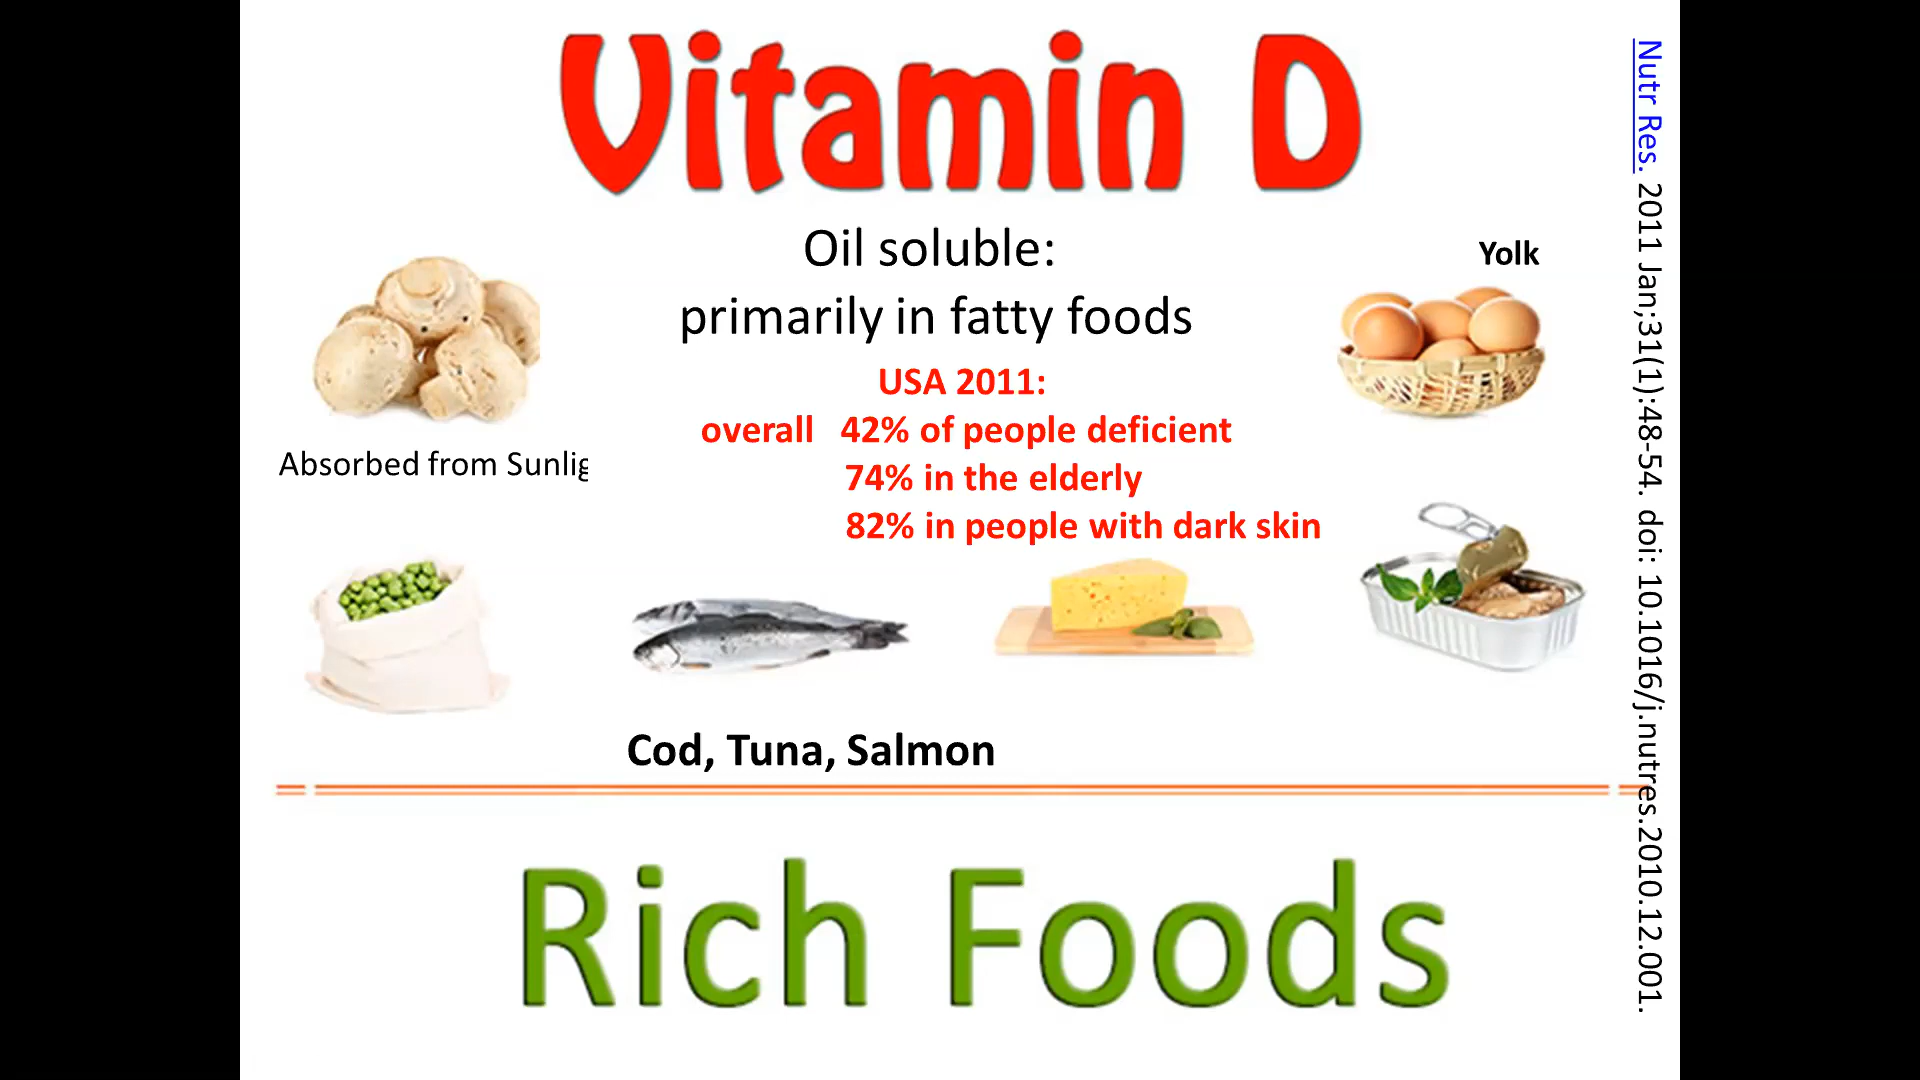 Vitamin D
Oil soluble:
primarily in fatty foods
USA 2011:
overall 42% of people deficient
74% in the elderly
82% in people with dark skin
Yolk
Absorbed from Sunlig
Cod, Tuna, Salmon
Rich Foods
Nutr Res. 2011 Jan;31(1):48-54. doi: 10.1016/j.nutres.2010.12.001.